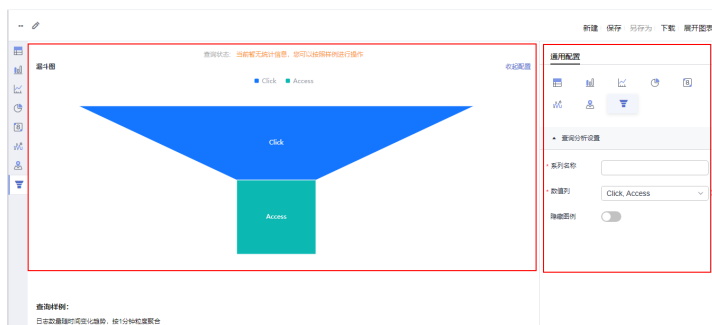 --
新建 保存 另存为 下载 展开图表
查询状态: 当前暂无统计信息，您可以按照样例进行操作
漏斗图
收起配置
Click Access
Click
Access
查询样例：
日志数量随时间变化趋势，按1分钟粒度聚合
通用配置
查询分析设置
* 系列名称
* 数值列 Click, Access
隐藏图例